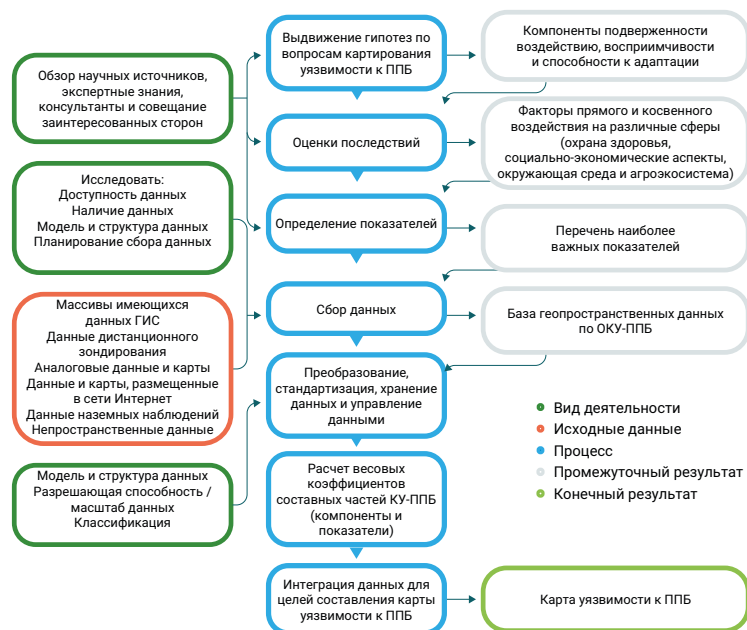 Обзор научных источников,
экспертные знания,
консультанты и совещание
заинтересованных сторон
Исследовать:
Доступность данных
Наличие данных
Модель и структура данных
Планирование сбора данных
Массивы имеющихся
данных ГИС
Данные дистанционного
зондирования
Аналоговые данные и карты
Данные и карты, размещенные
в сети Интернет
Данные наземных наблюдений
Непространственные данные
Модель и структура данных
Разрешающая способность /
масштаб данных
Классификация
Выдвижение гипотез по
вопросам картирования
уязвимости к ППБ
Оценки последствий
Определение показателей
Сбор данных
Преобразование,
стандартизация, хранение
данных и управление
данными
Расчет весовых
коэффициентов
составных частей КУ-ППБ
(компоненты и
показатели)
Интеграция данных для
целей составления карты
уязвимости к ППБ
Компоненты подверженности
воздействию, восприимчивости
и способности к адаптации
Факторы прямого и косвенного
воздействия на различные сферы
(охрана здоровья,
социально-экономические аспекты,
окружающая среда и агроэкосистема)
Перечень наиболее
важных показателей
База геопространственных данных
по ОКУ-ППБ
Вид деятельности
Исходные данные
Процесс
Промежуточный результат
Конечный результат
Карта уязвимости к ППБ